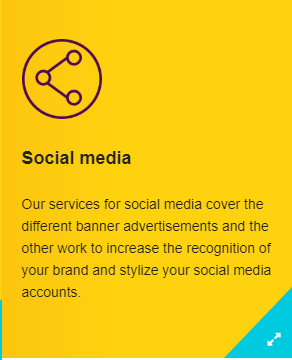 Social media
Our services for social media cover the
different banner advertisements and the
other work to increase the recognition of
your brand and stylize your social media
accounts.